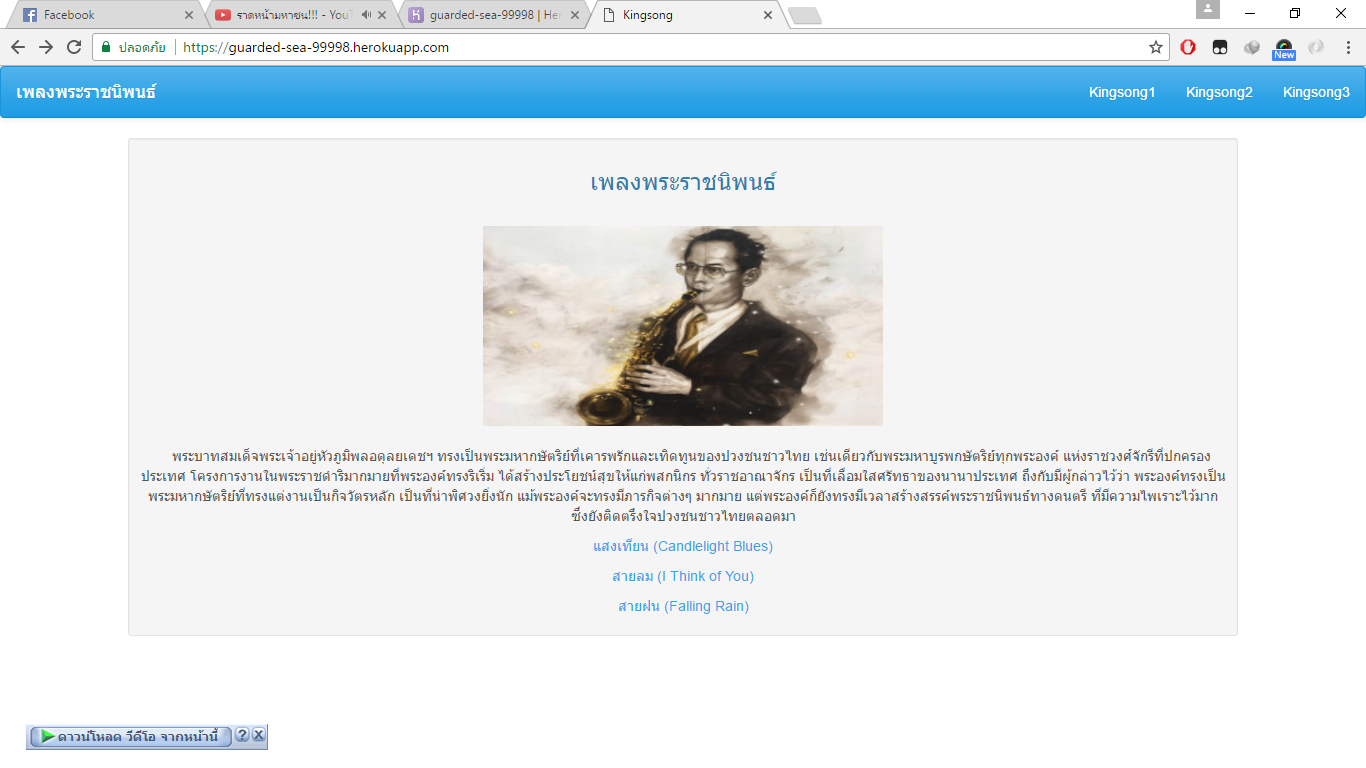 Facebook
ราดหน้ามหาชน!!! - YouT
guarded-sea-99998 | Her
Kingsong
ปลอดภัย
https://guarded-sea-99998.herokuapp.com
New
เพลงพระราชนิพนธ์
Kingsong1
Kingsong2
Kingsong3
เพลงพระราชนิพนธ์
พระบาทสมเด็จพระเจ้าอยู่หัวภูมิพลอดุลยเดชฯ ทรงเป็นพระมหากษัตริย์ที่เคารพรักและเทิดทูนของปวงชนชาวไทย เช่นเดียวกับพระมหาบูรพกษัตริย์ทุกพระองค์ แห่งราชวงศ์จักรีที่ปกครอง
ประเทศ โครงการงานในพระราชดำริมากมายที่พระองค์ทรงริเริ่ม ได้สร้างประโยชน์สุขให้แก่พสกนิกร ทั่วราชอาณาจักร เป็นที่เลื่อมใสศรัทธาของนานาประเทศ ถึงกับมีผู้กล่าวไว้ว่า พระองค์ทรงเป็น
พระมหากษัตริย์ที่ทรงแต่งานเป็นกิจวัตรหลัก เป็นที่น่าพิศวงยิ่งนัก แม้พระองค์จะทรงมีภารกิจต่างๆ มากมาย แต่พระองค์ก็ยังทรงมีเวลาสร้างสรรค์พระราชนิพนธ์ทางดนตรี ที่มีความไพเราะไว้มาก
ซึ่งยังติดตรึงใจปวงชนชาวไทยตลอดมา
แสงเทียน (Candlelight Blues)
สายลม (I Think of You)
สายฝน (Falling Rain)
ดาวน์โหลด วีดีโอ จากหน้านี้